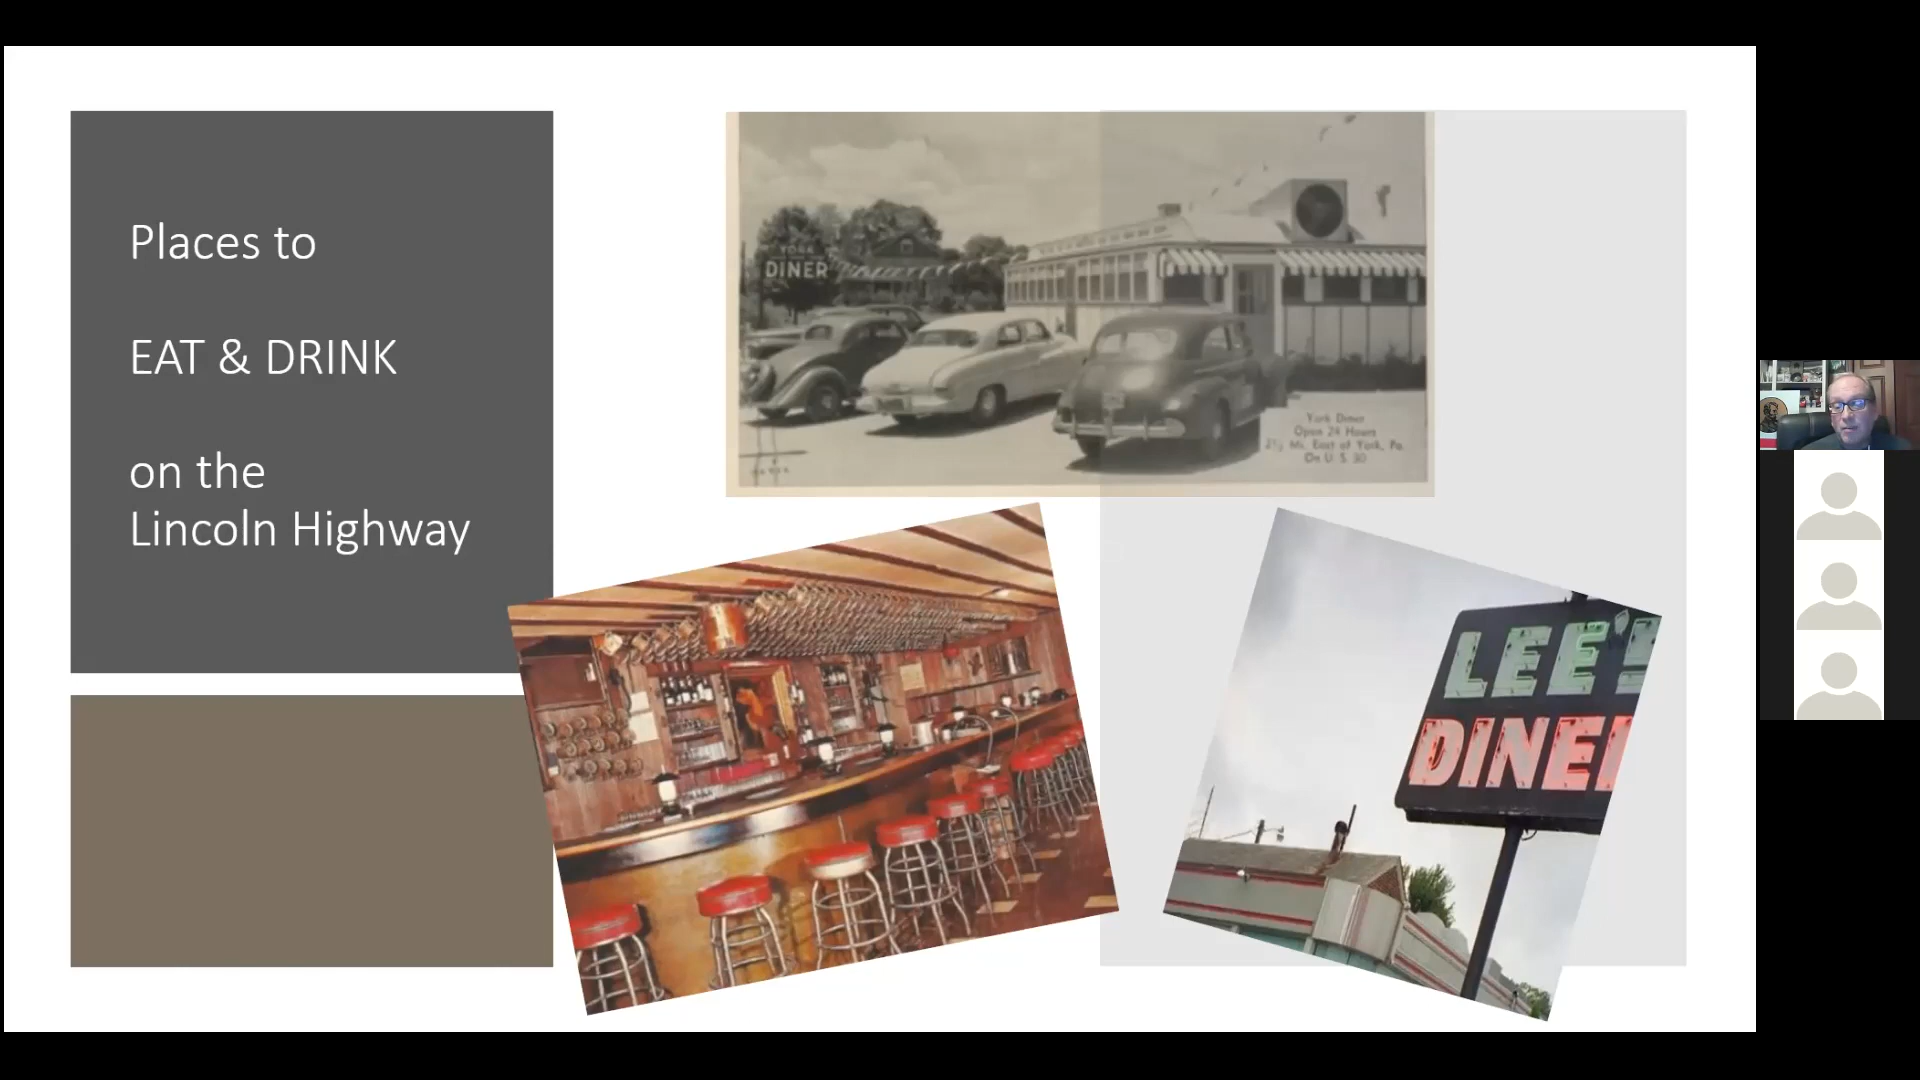 Places to
EAT & DRINK
on the
Lincoln Highway
YORK
DINER
York Diner
Open 24 Hours
2½ Mi. East of York, Pa.
On U S 30
LEE'S
DINE